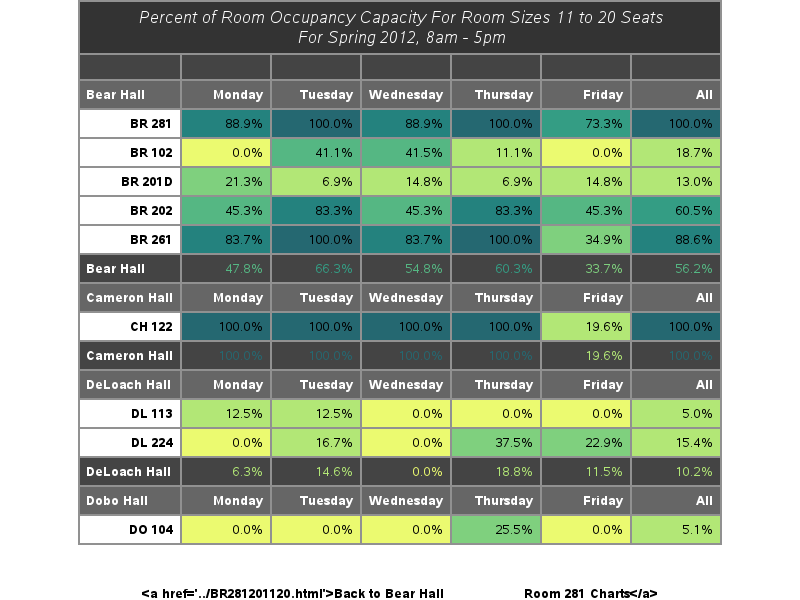 Percent of Room Occupancy Capacity For Room Sizes 11 to 20 Seats
For Spring 2012, 8am - 5pm
Bear Hall Monday Tuesday Wednesday Thursday Friday All
BR 281 88.9% 100.0% 88.9% 100.0% 73.3% 100.0%
BR 102 0.0% 41.1% 41.5% 11.1% 0.0% 18.7%
BR 201D 21.3% 6.9% 14.8% 6.9% 14.8% 13.0%
BR 202 45.3% 83.3% 45.3% 83.3% 45.3% 60.5%
BR 261 83.7% 100.0% 83.7% 100.0% 34.9% 88.6%
Bear Hall 47.8% 66.3% 54.8% 60.3% 33.7% 56.2%
Cameron Hall Monday Tuesday Wednesday Thursday Friday All
CH 122 100.0% 100.0% 100.0% 100.0% 19.6% 100.0%
Cameron Hall 100.0% 100.0% 100.0% 100.0% 19.6% 100.0%
DeLoach Hall Monday Tuesday Wednesday Thursday Friday All
DL 113 12.5% 12.5% 0.0% 0.0% 0.0% 5.0%
DL 224 0.0% 16.7% 0.0% 37.5% 22.9% 15.4%
DeLoach Hall 6.3% 14.6% 0.0% 18.8% 11.5% 10.2%
Dobo Hall Monday Tuesday Wednesday Thursday Friday All
DO 104 0.0% 0.0% 0.0% 25.5% 0.0% 5.1%
<a href='../BR281201120.html'>Back to Bear Hall Room 281 Charts</a>